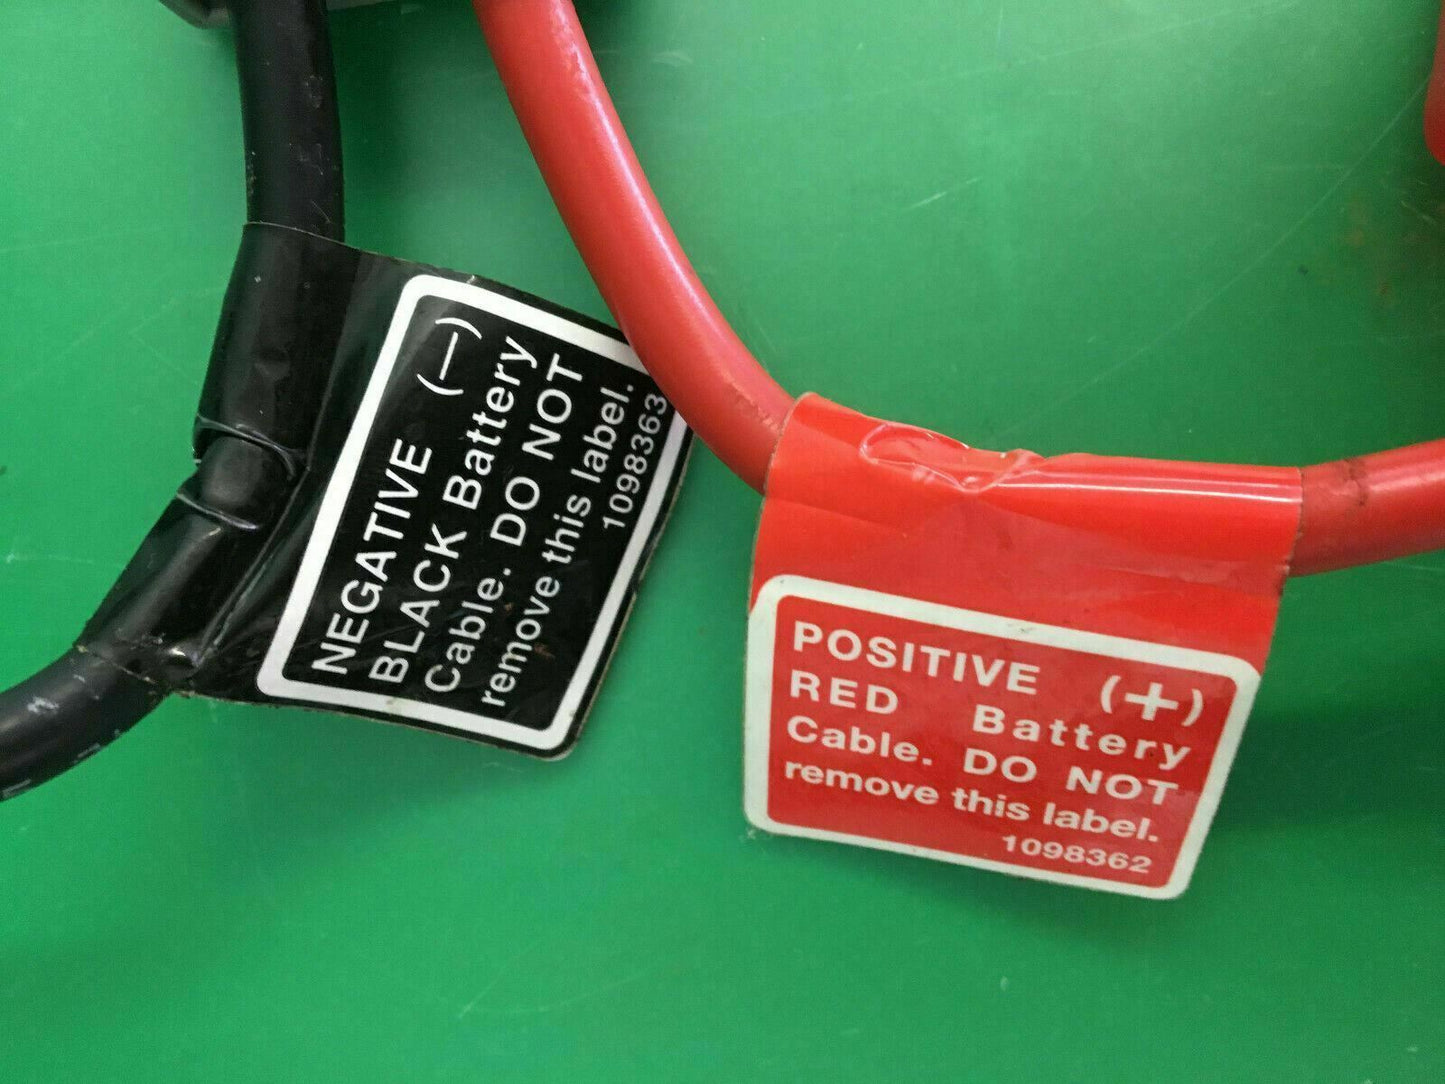 NEGATIVE (—)
BLACK Battery
Cable. DO NOT
remove this label.
1098363
POSITIVE (+)
RED Battery
Cable. DO NOT
remove this label.
1098362